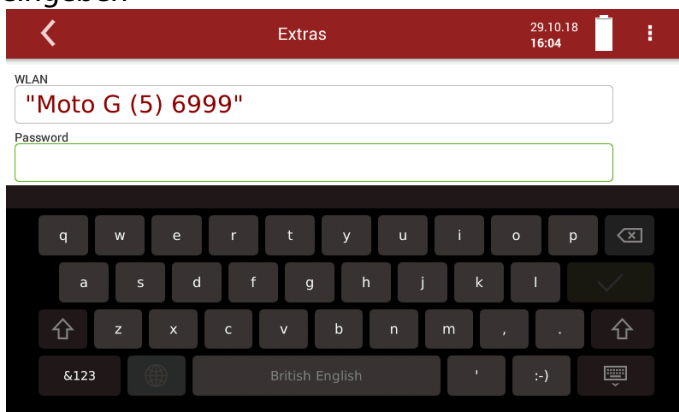 eingeben
Extras
29.10.18
16:04
WLAN
"Moto G (5) 6999"
Password
q w e r t y u i o p
a s d f g h j k l
z x c v b n m , .
&123 British English ' :-)